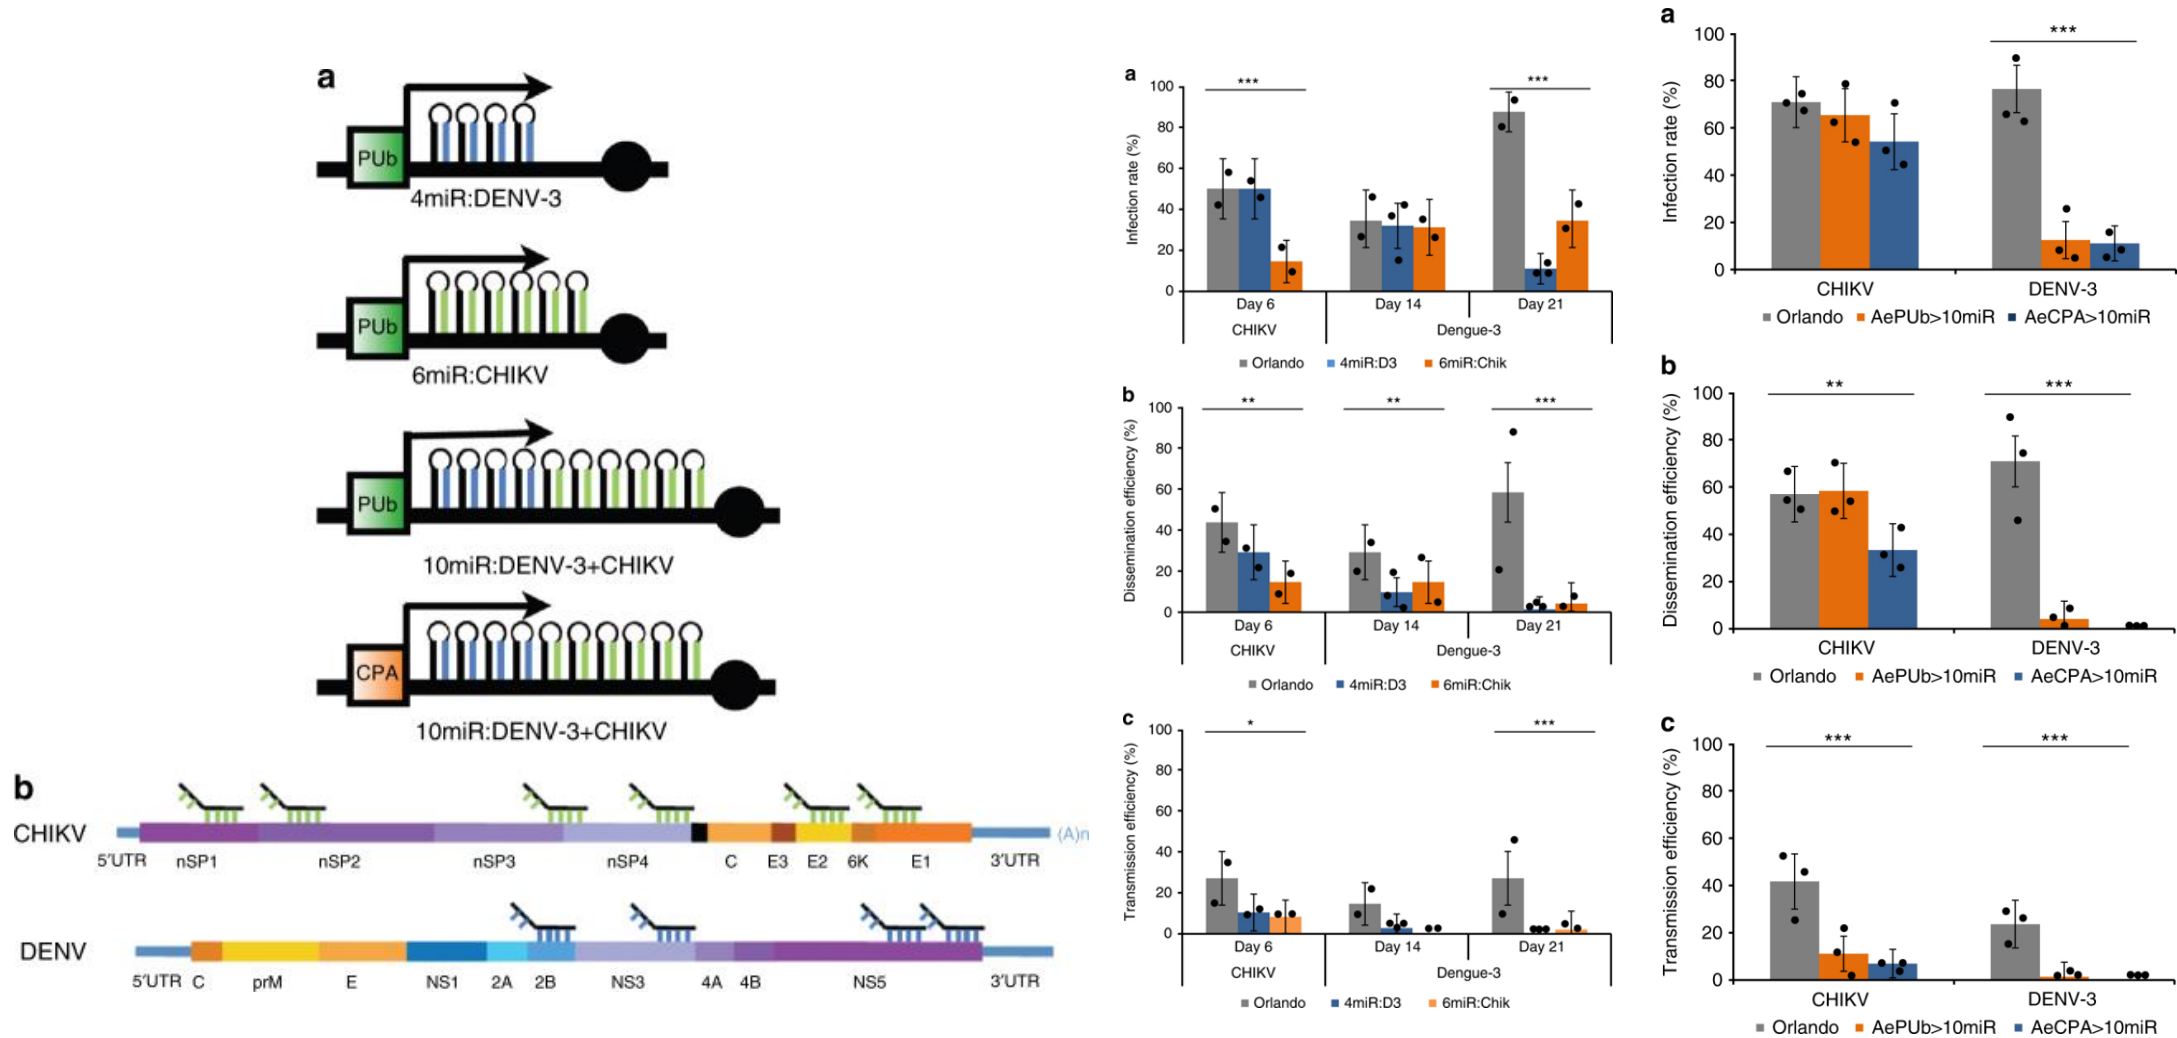 a
PUb
4miR:DENV-3
PUb
6miR:CHIKV
PUb
10miR:DENV-3+CHIKV
CPA
10miR:DENV-3+CHIKV
b
CHIKV
(A)n
5'UTR nSP1 nSP2 nSP3 nSP4 C E3 E2 6K E1 3'UTR
DENV
5'UTR C prM E NS1 2A 2B NS3 4A 4B NS5 3'UTR
a
Infection rate (%)
100
80
60
40
20
0
*** ***
Day 6 Day 14 Day 21
CHIKV Dengue-3
Orlando 4miR:D3 6miR:Chik
b
Dissemination efficiency (%)
100
80
60
40
20
0
** ** ***
Day 6 Day 14 Day 21
CHIKV Dengue-3
Orlando 4miR:D3 6miR:Chik
c
Transmission efficiency (%)
100
80
60
40
20
0
* ***
Day 6 Day 14 Day 21
CHIKV Dengue-3
Orlando 4miR:D3 6miR:Chik
a
Infection rate (%)
100
80
60
40
20
0
***
CHIKV DENV-3
Orlando AePUb>10miR AeCPA>10miR
b
Dissemination efficiency (%)
100
80
60
40
20
0
** ***
CHIKV DENV-3
Orlando AePUb>10miR AeCPA>10miR
c
Transmission efficiency (%)
100
80
60
40
20
0
*** ***
CHIKV DENV-3
Orlando AePUb>10miR AeCPA>10miR